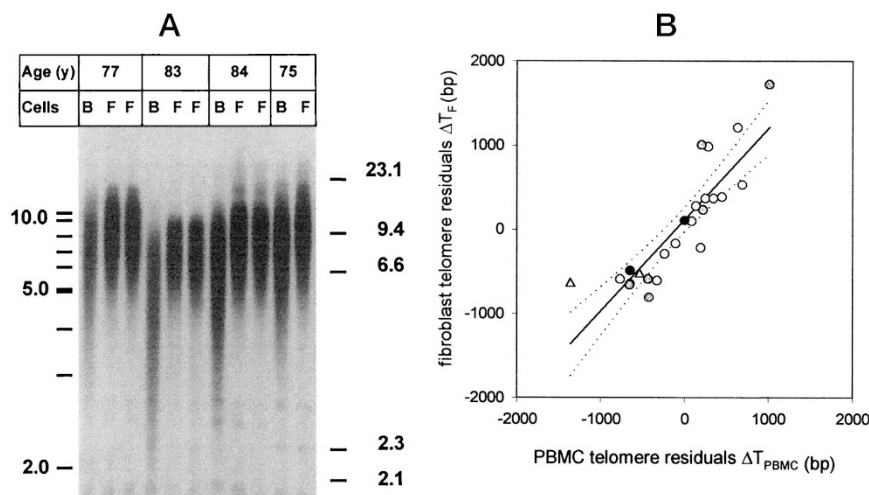 A
Age (y) 77 83 84 75
Cells B F F B F F B F F B F
10.0
5.0
2.0
23.1
9.4
6.6
2.3
2.1
B
fibroblast telomere residuals ΔT_F (bp)
2000
1000
0
-1000
-2000
-2000 -1000 0 1000 2000
PBMC telomere residuals ΔT_PBMC (bp)